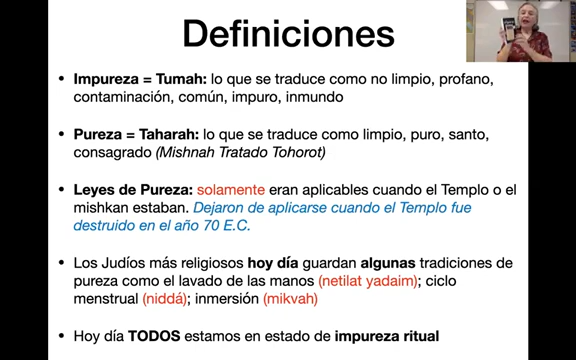 Definiciones
• Impureza = Tumah: lo que se traduce como no limpio, profano,
contaminación, común, impuro, inmundo
• Pureza = Taharah: lo que se traduce como limpio, puro, santo,
consagrado (Mishnah Tratado Tohorot)
• Leyes de Pureza: solamente eran aplicables cuando el Templo o el
mishkan estaban. Dejaron de aplicarse cuando el Templo fue
destruido en el año 70 E.C.
• Los Judíos más religiosos hoy día guardan algunas tradiciones
de pureza como el lavado de las manos (netilat yadaim); ciclo
menstrual (niddá); inmersión (mikvah)
• Hoy día TODOS estamos en estado de impureza ritual